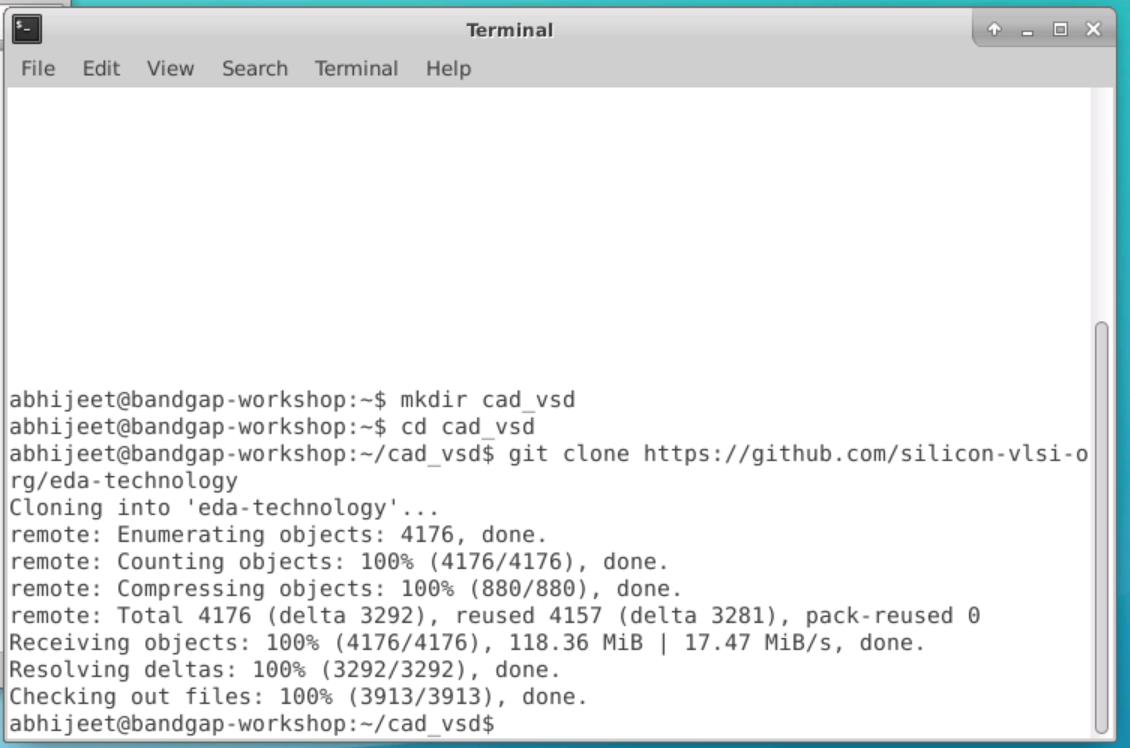 Terminal
File Edit View Search Terminal Help
abhijeet@bandgap-workshop:~$ mkdir cad_vsd
abhijeet@bandgap-workshop:~$ cd cad_vsd
abhijeet@bandgap-workshop:~/cad_vsd$ git clone https://github.com/silicon-vlsi-o
rg/eda-technology
Cloning into 'eda-technology'...
remote: Enumerating objects: 4176, done.
remote: Counting objects: 100% (4176/4176), done.
remote: Compressing objects: 100% (880/880), done.
remote: Total 4176 (delta 3292), reused 4157 (delta 3281), pack-reused 0
Receiving objects: 100% (4176/4176), 118.36 MiB | 17.47 MiB/s, done.
Resolving deltas: 100% (3292/3292), done.
Checking out files: 100% (3913/3913), done.
abhijeet@bandgap-workshop:~/cad_vsd$